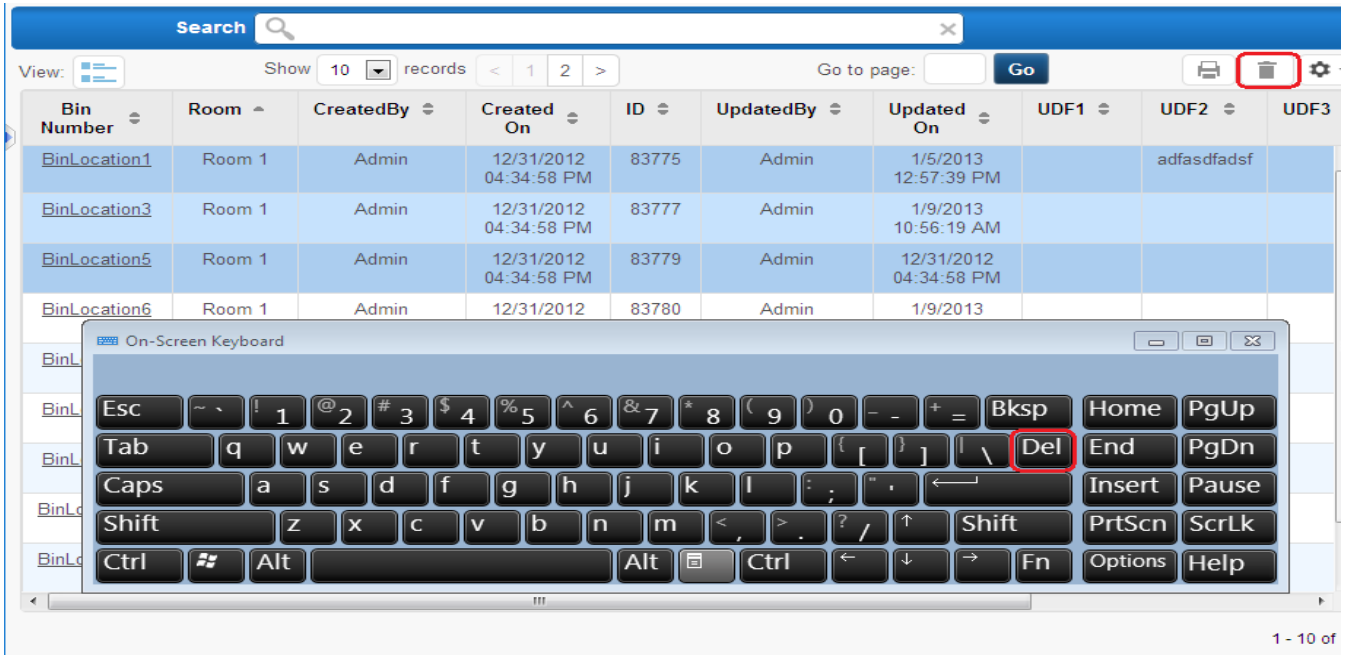 Search
View: Show 10 records < 1 2 > Go to page: Go
Bin Number Room CreatedBy Created On ID UpdatedBy Updated On UDF1 UDF2 UDF3
BinLocation1 Room 1 Admin 12/31/2012 04:34:58 PM 83775 Admin 1/5/2013 12:57:39 PM adfasdfadsf
BinLocation3 Room 1 Admin 12/31/2012 04:34:58 PM 83777 Admin 1/9/2013 10:56:19 AM
BinLocation5 Room 1 Admin 12/31/2012 04:34:58 PM 83779 Admin 12/31/2012 04:34:58 PM
BinLocation6 Room 1 Admin 12/31/2012 83780 Admin 1/9/2013
On-Screen Keyboard
BinL
BinL
BinL
BinLo
BinLo
Esc ~ ` ! 1 @ 2 # 3 $ 4 % 5 ^ 6 & 7 * 8 ( 9 ) 0 _ - + = Bksp Home PgUp
Tab q w e r t y u i o p { [ } ] | \ Del End PgDn
Caps a s d f g h j k l : ; " ' Insert Pause
Shift z x c v b n m < , > . ? / ↑ Shift PrtScn ScrLk
Ctrl Alt Alt Ctrl ← ↓ → Fn Options Help
1 - 10 of